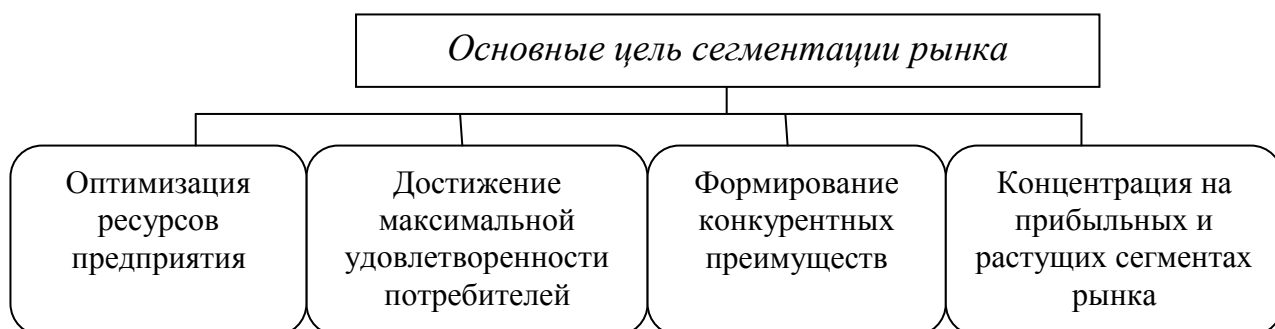 Основные цель сегментации рынка
Оптимизация
ресурсов
предприятия
Достижение
максимальной
удовлетворенности
потребителей
Формирование
конкурентных
преимуществ
Концентрация на
прибыльных и
растущих сегментах
рынка